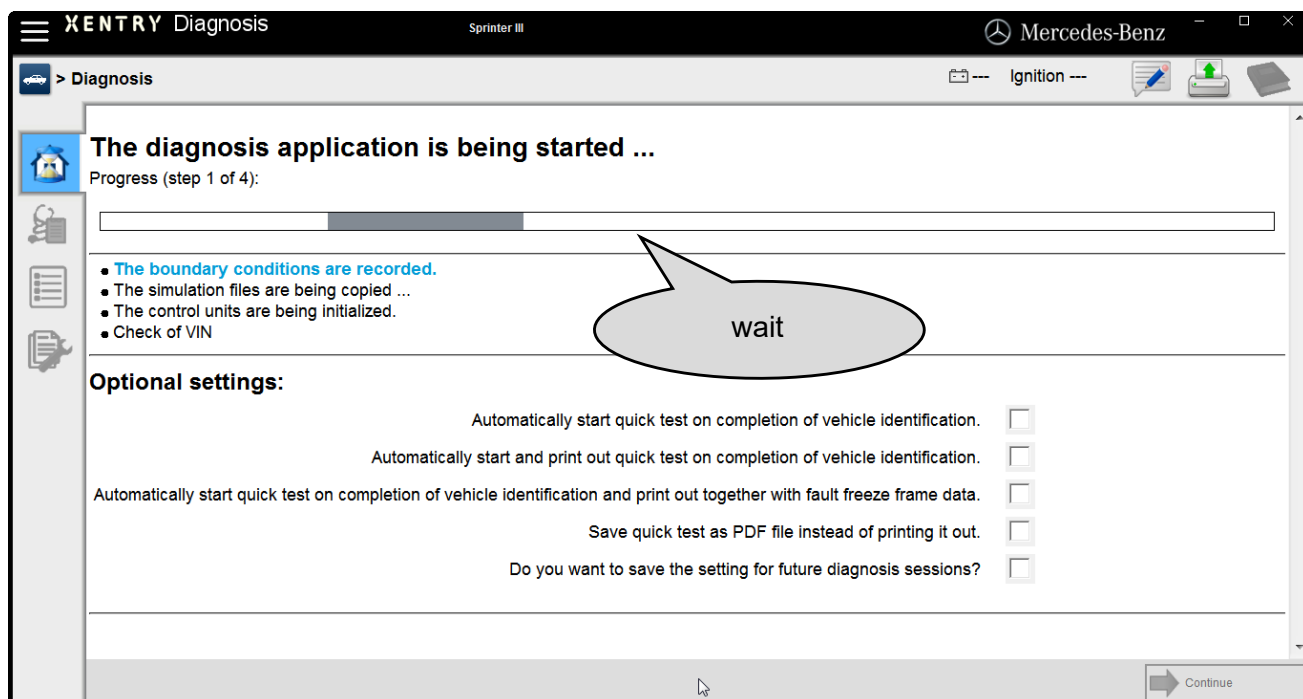 XENTRY Diagnosis
Sprinter III
Mercedes-Benz
> Diagnosis
---
Ignition ---
The diagnosis application is being started ...
Progress (step 1 of 4):
The boundary conditions are recorded.
The simulation files are being copied ...
The control units are being initialized.
Check of VIN
wait
Optional settings:
Automatically start quick test on completion of vehicle identification.
Automatically start and print out quick test on completion of vehicle identification.
Automatically start quick test on completion of vehicle identification and print out together with fault freeze frame data.
Save quick test as PDF file instead of printing it out.
Do you want to save the setting for future diagnosis sessions?
Continue